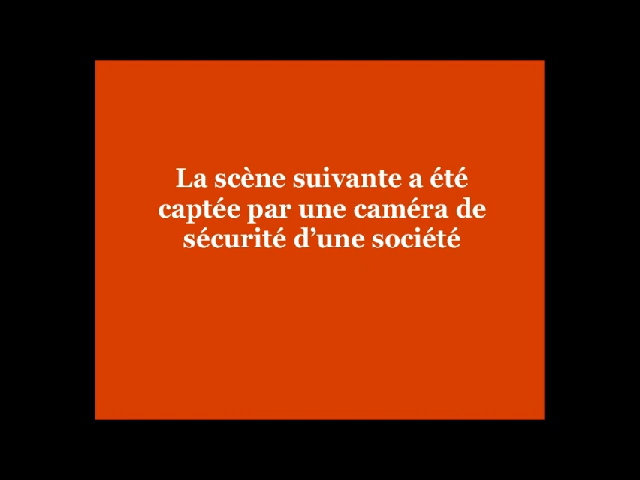 La scène suivante a été
captée par une caméra de
sécurité d’une société